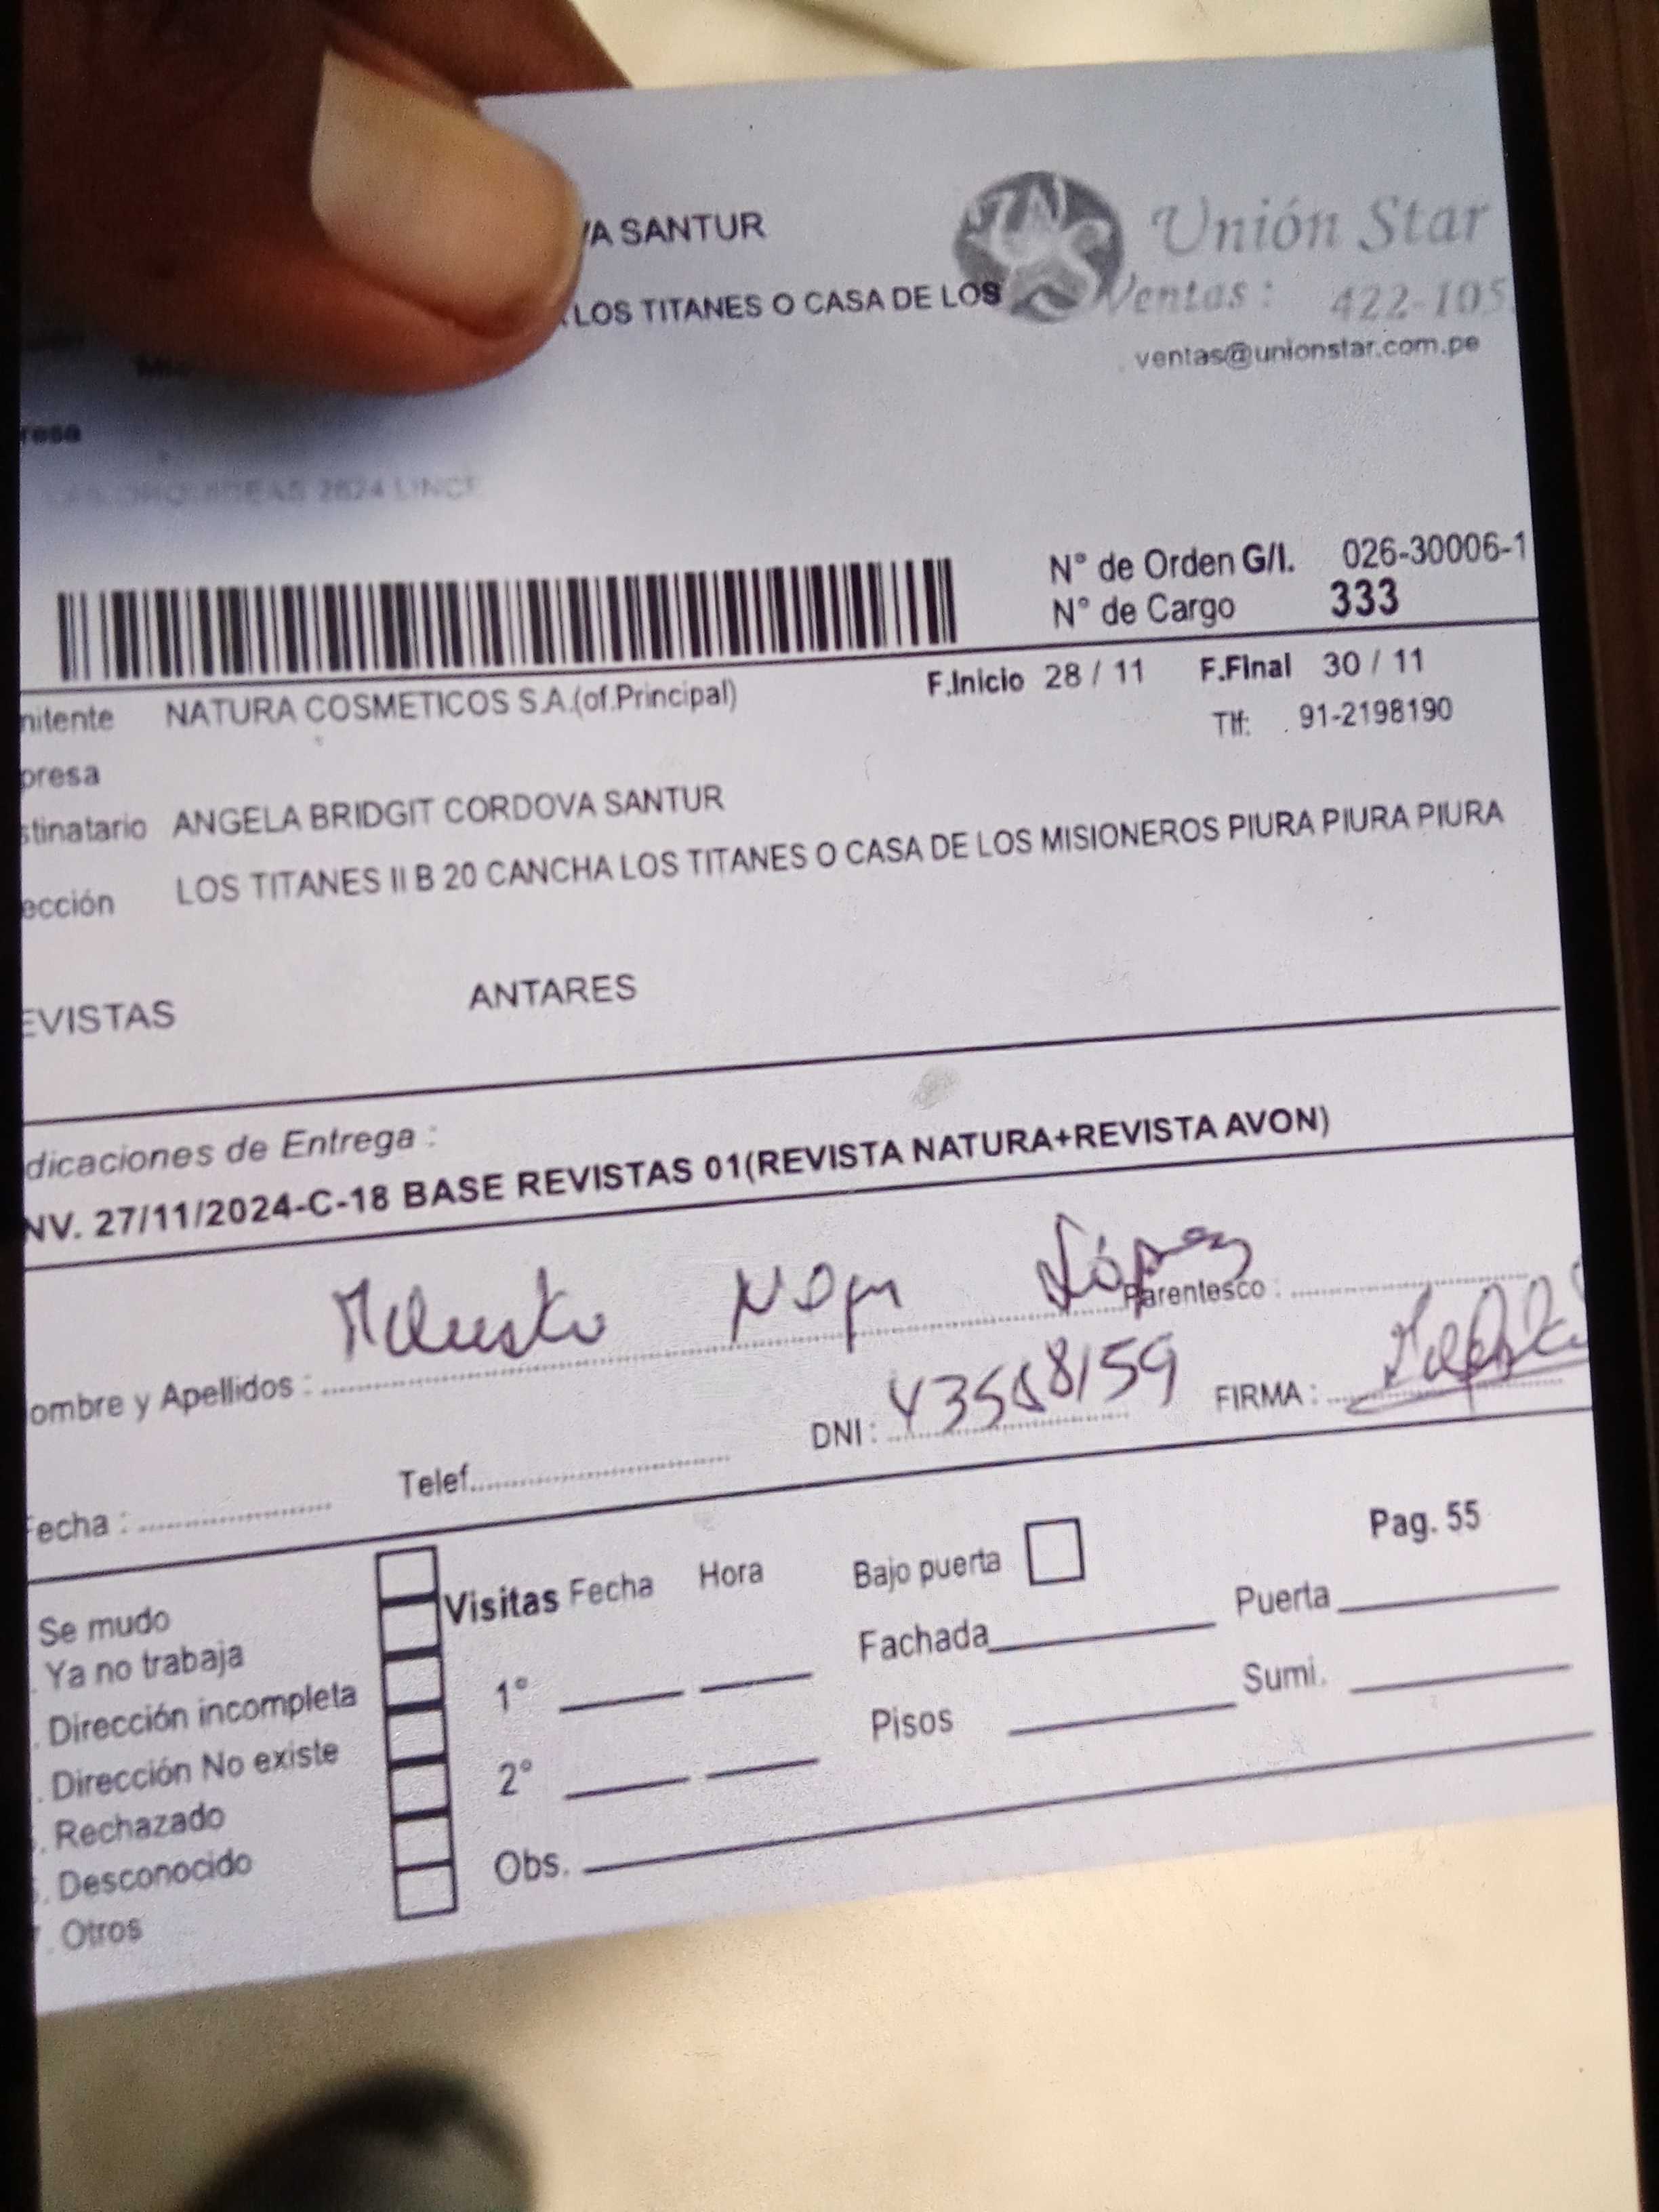 VA SANTUR
LOS TITANES O CASA DE LOS
Unión Star
Ventas: 422-105
ventas@unionstar.com.pe
resa
2624 LINCE
N° de Orden G/I. 026-30006-1
N° de Cargo 333
nitente NATURA COSMETICOS S.A.(of.Principal) F.Inicio 28 / 11 F.Final 30 / 11
Tlf: 91-2198190
presa
stinatario ANGELA BRIDGIT CORDOVA SANTUR
ección LOS TITANES II B 20 CANCHA LOS TITANES O CASA DE LOS MISIONEROS PIURA PIURA PIURA
EVISTAS ANTARES
dicaciones de Entrega :
NV. 27/11/2024-C-18 BASE REVISTAS 01(REVISTA NATURA+REVISTA AVON)
ombre y Apellidos : López Parentesco :
Fecha : Telef. DNI : FIRMA :
Pag. 55
Se mudo
Ya no trabaja
Dirección incompleta
Dirección No existe
Rechazado
Desconocido
Otros
Visitas Fecha Hora
1°
2°
Bajo puerta
Fachada Puerta
Pisos Sumi.
Obs.